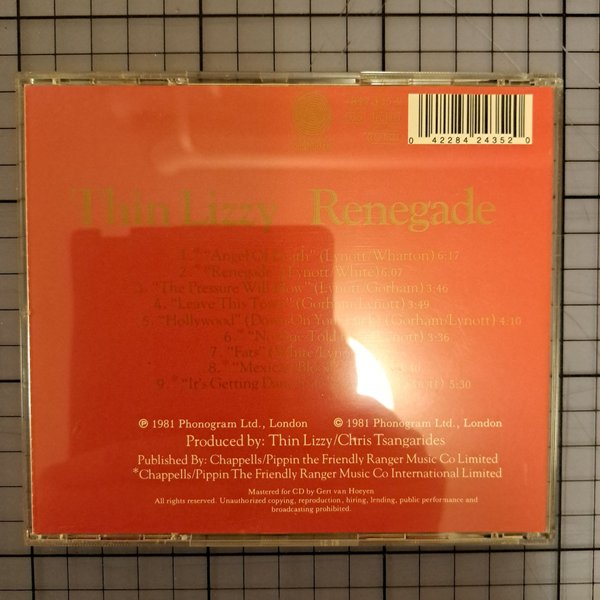 0 42284 24352 0
Thin Lizzy Renegade
1.* "Angel Of Death" (Lynott/Wharton) 6:17
2. "Renegade" (Lynott/White) 6.07
3. "The Pressure Will Blow" (Lynott/Gorham) 3:46
4. "Leave This Town" (Gorham/Lynott) 3:49
5. "Hollywood" (Down On Your Luck) (Gorham/Lynott) 4:10
6. "No One Told 3:36
7. "Fats" (White/Lynott)
8. "Mexican Blood"
9.* "It's Getting 5:30
℗ 1981 Phonogram Ltd., London © 1981 Phonogram Ltd., London
Produced by: Thin Lizzy/Chris Tsangarides
Published By: Chappells/Pippin the Friendly Ranger Music Co Limited
*Chappells/Pippin The Friendly Ranger Music Co International Limited
Mastered for CD by Gert van Hoeyen
All rights reserved. Unauthorized copying, reproduction, hiring, lending, public performance and
broadcasting prohibited.